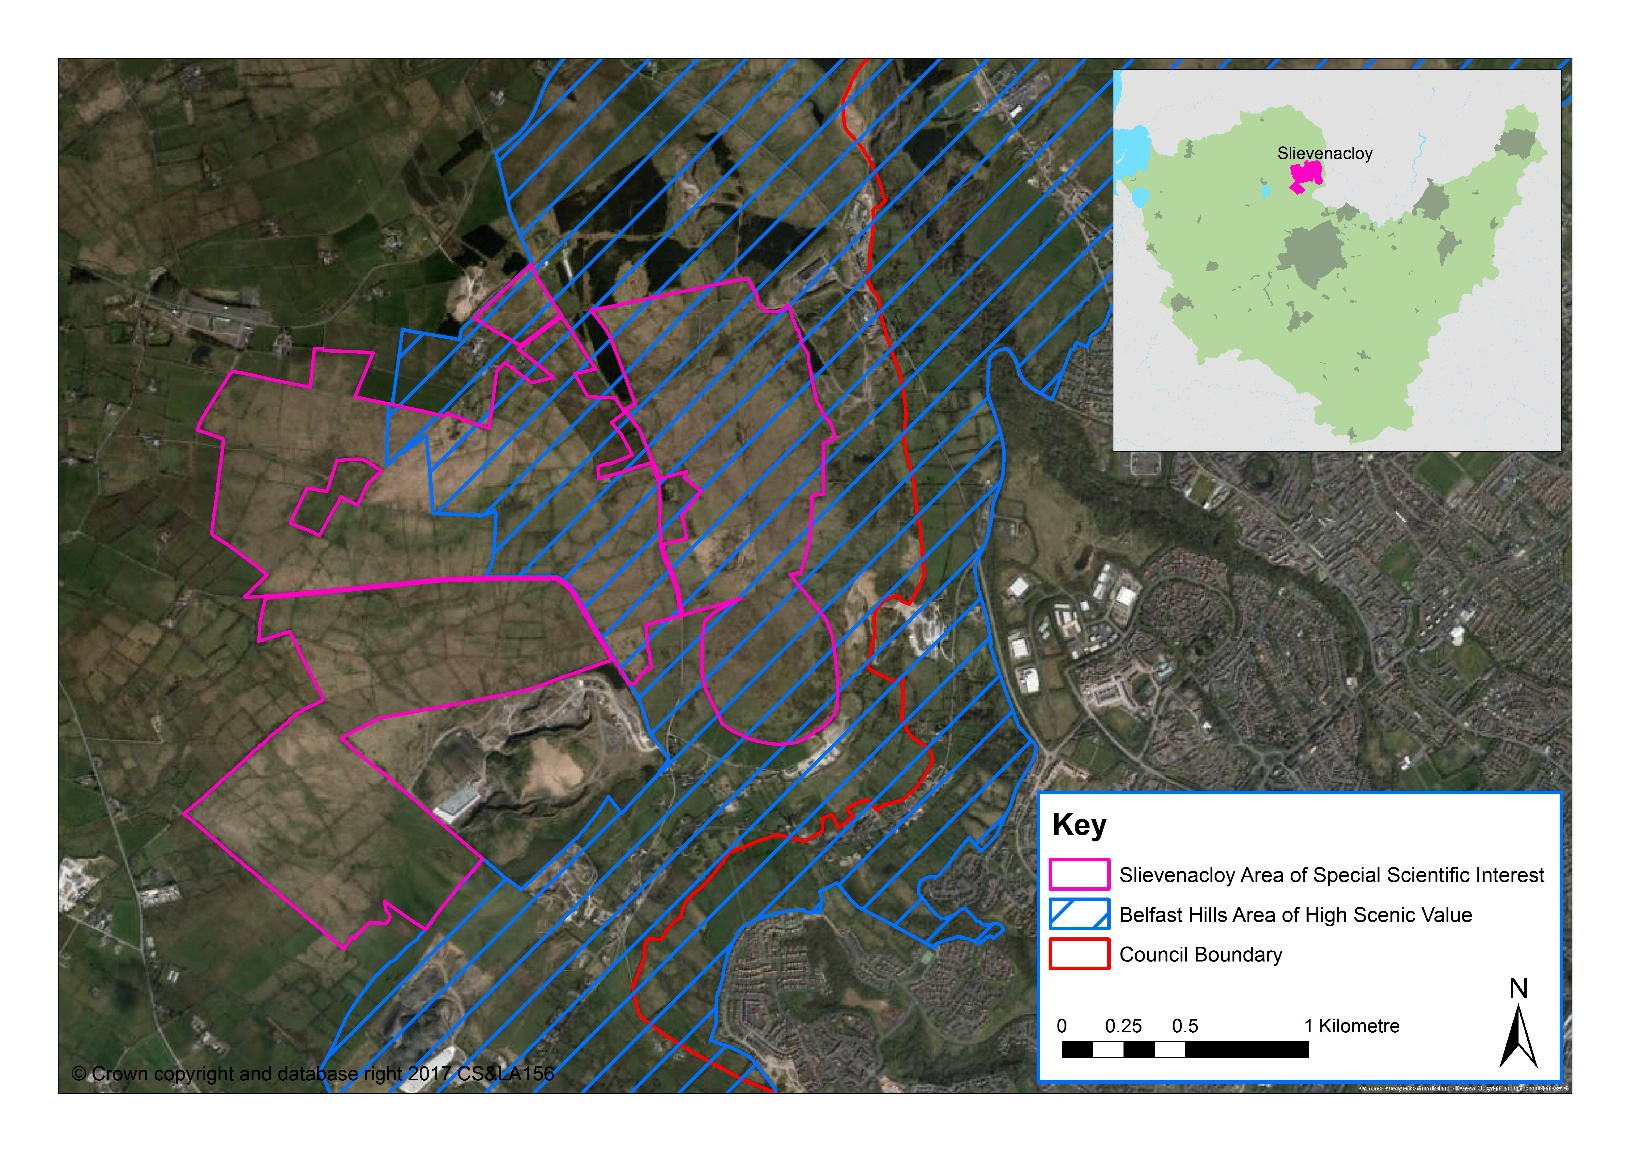 Slievenacloy
Key
Slievenacloy Area of Special Scientific Interest
Belfast Hills Area of High Scenic Value
Council Boundary
N
0 0.25 0.5 1 Kilometre
© Crown copyright and database right 2017 CS&LA156